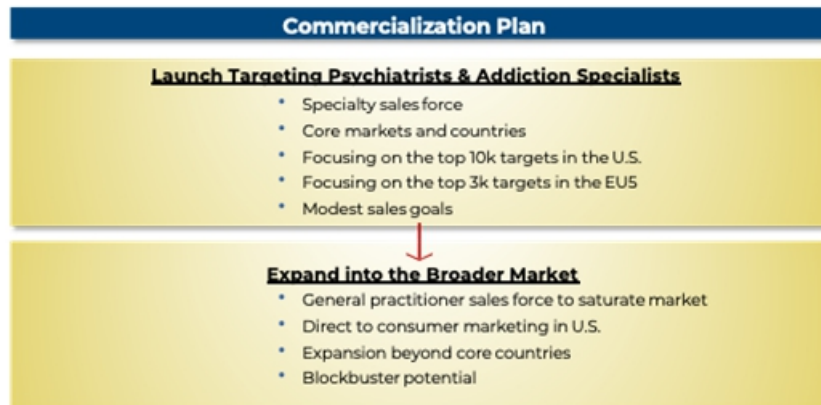 Commercialization Plan
Launch Targeting Psychiatrists & Addiction Specialists
• Specialty sales force
• Core markets and countries
• Focusing on the top 10k targets in the U.S.
• Focusing on the top 3k targets in the EU5
• Modest sales goals
Expand into the Broader Market
• General practitioner sales force to saturate market
• Direct to consumer marketing in U.S.
• Expansion beyond core countries
• Blockbuster potential